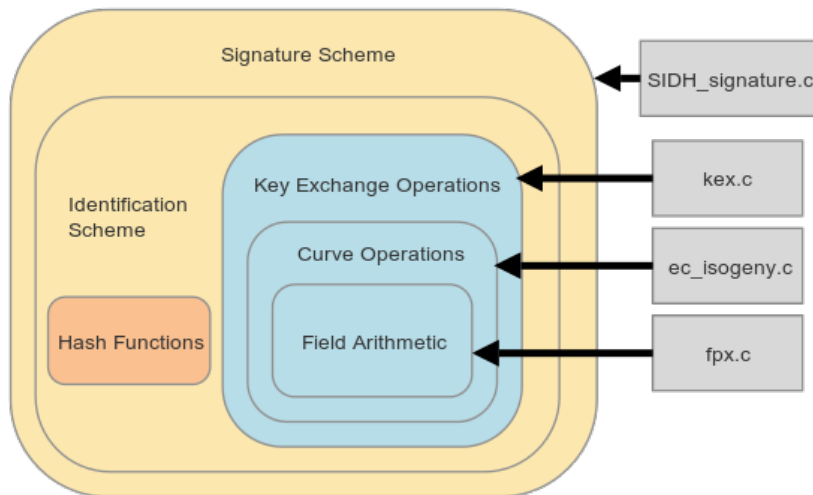 Signature Scheme
SIDH_signature.c
Key Exchange Operations
kex.c
Identification
Scheme
Curve Operations
ec_isogeny.c
Hash Functions
Field Arithmetic
fpx.c